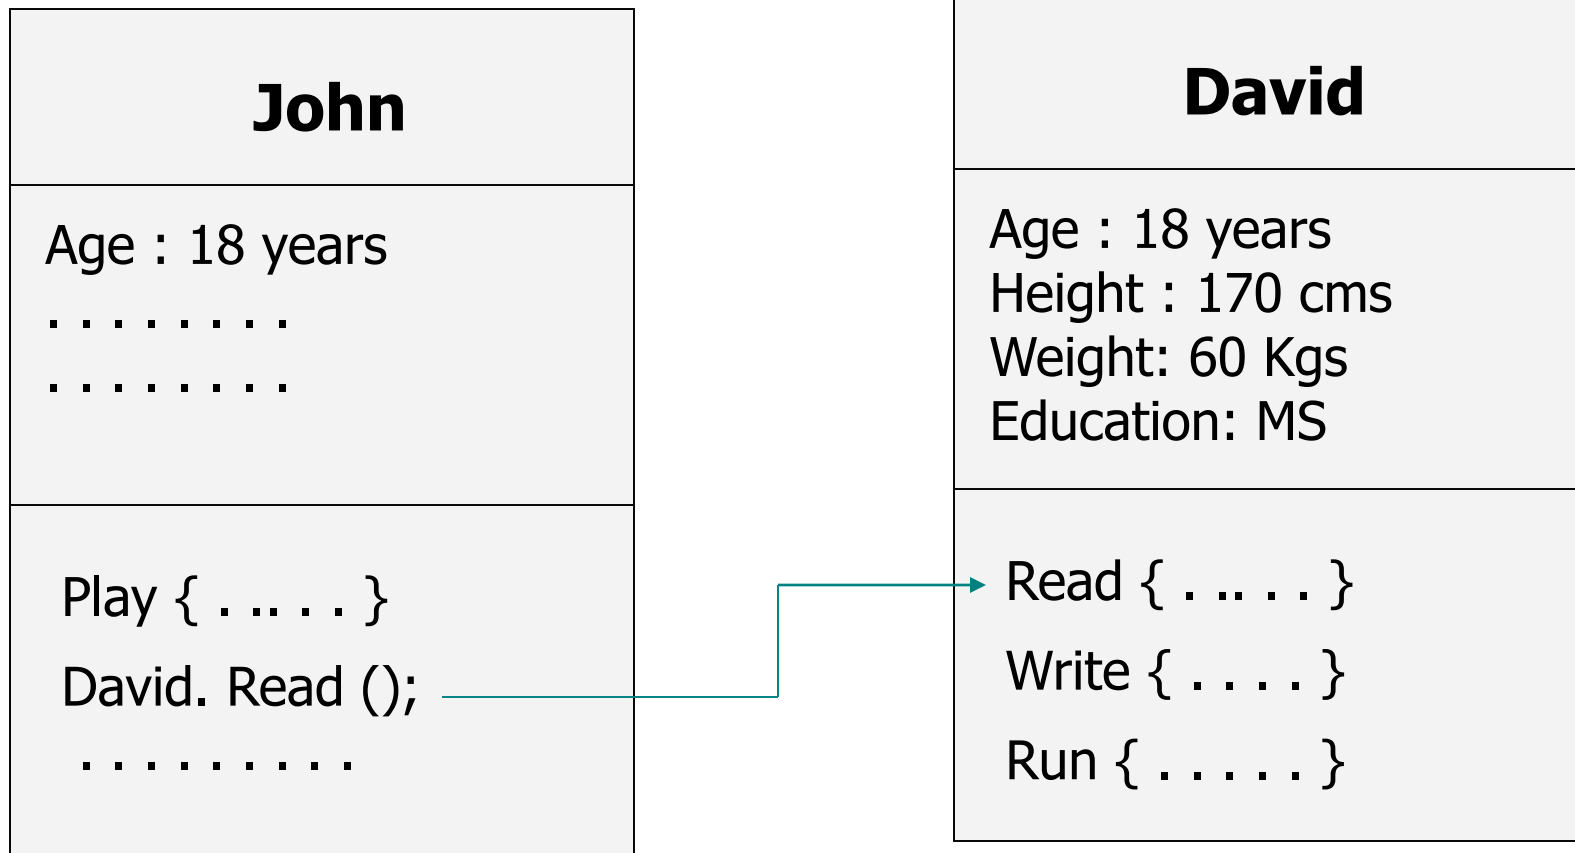 John
Age : 18 years
. . . . . . . .
. . . . . . . .
Play { . .. . . }
David. Read ();
. . . . . . . . .
David
Age : 18 years
Height : 170 cms
Weight: 60 Kgs
Education: MS
Read { . .. . . }
Write { . . . . }
Run { . . . . . }